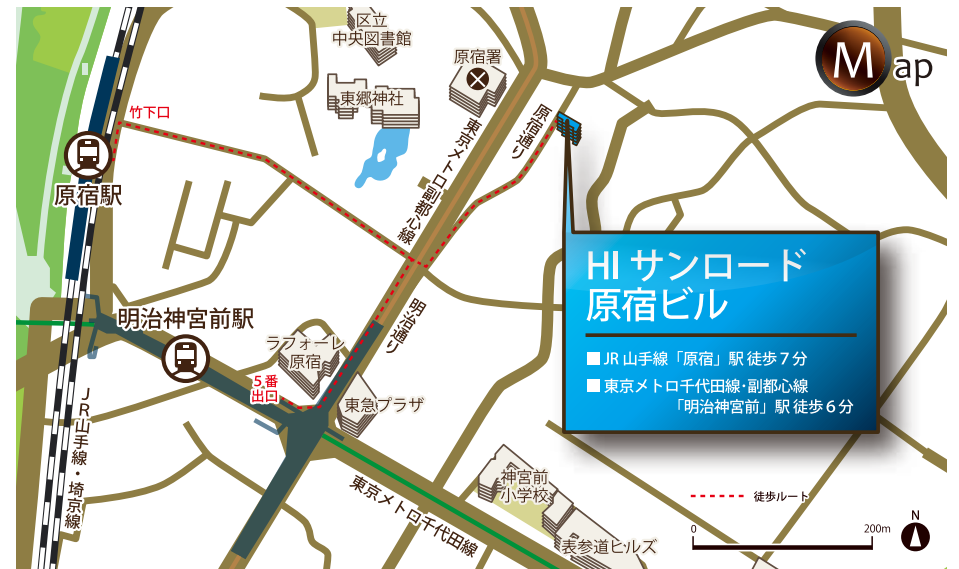 区立
中央図書館
原宿署
Map
東郷神社
竹下口
原宿通り
東京メトロ副都心線
原宿駅
HI サンロード
原宿ビル
■JR 山手線「原宿」駅 徒歩７分
■東京メトロ千代田線・副都心線
「明治神宮前」駅 徒歩６分
明治神宮前駅
明治通り
ラフォーレ
原宿
5番
出口
東急プラザ
JR山手線・埼京線
神宮前
小学校
東京メトロ千代田線
表参道ヒルズ
徒歩ルート
0
200m
N